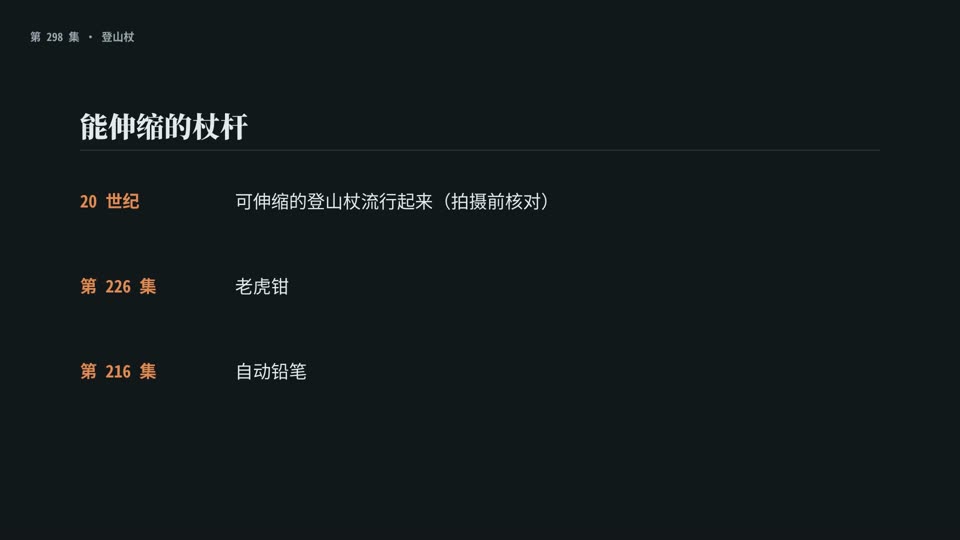 第 298 集 · 登山杖
能伸缩的杖杆
20 世纪 可伸缩的登山杖流行起来（拍摄前核对）
第 226 集 老虎钳
第 216 集 自动铅笔